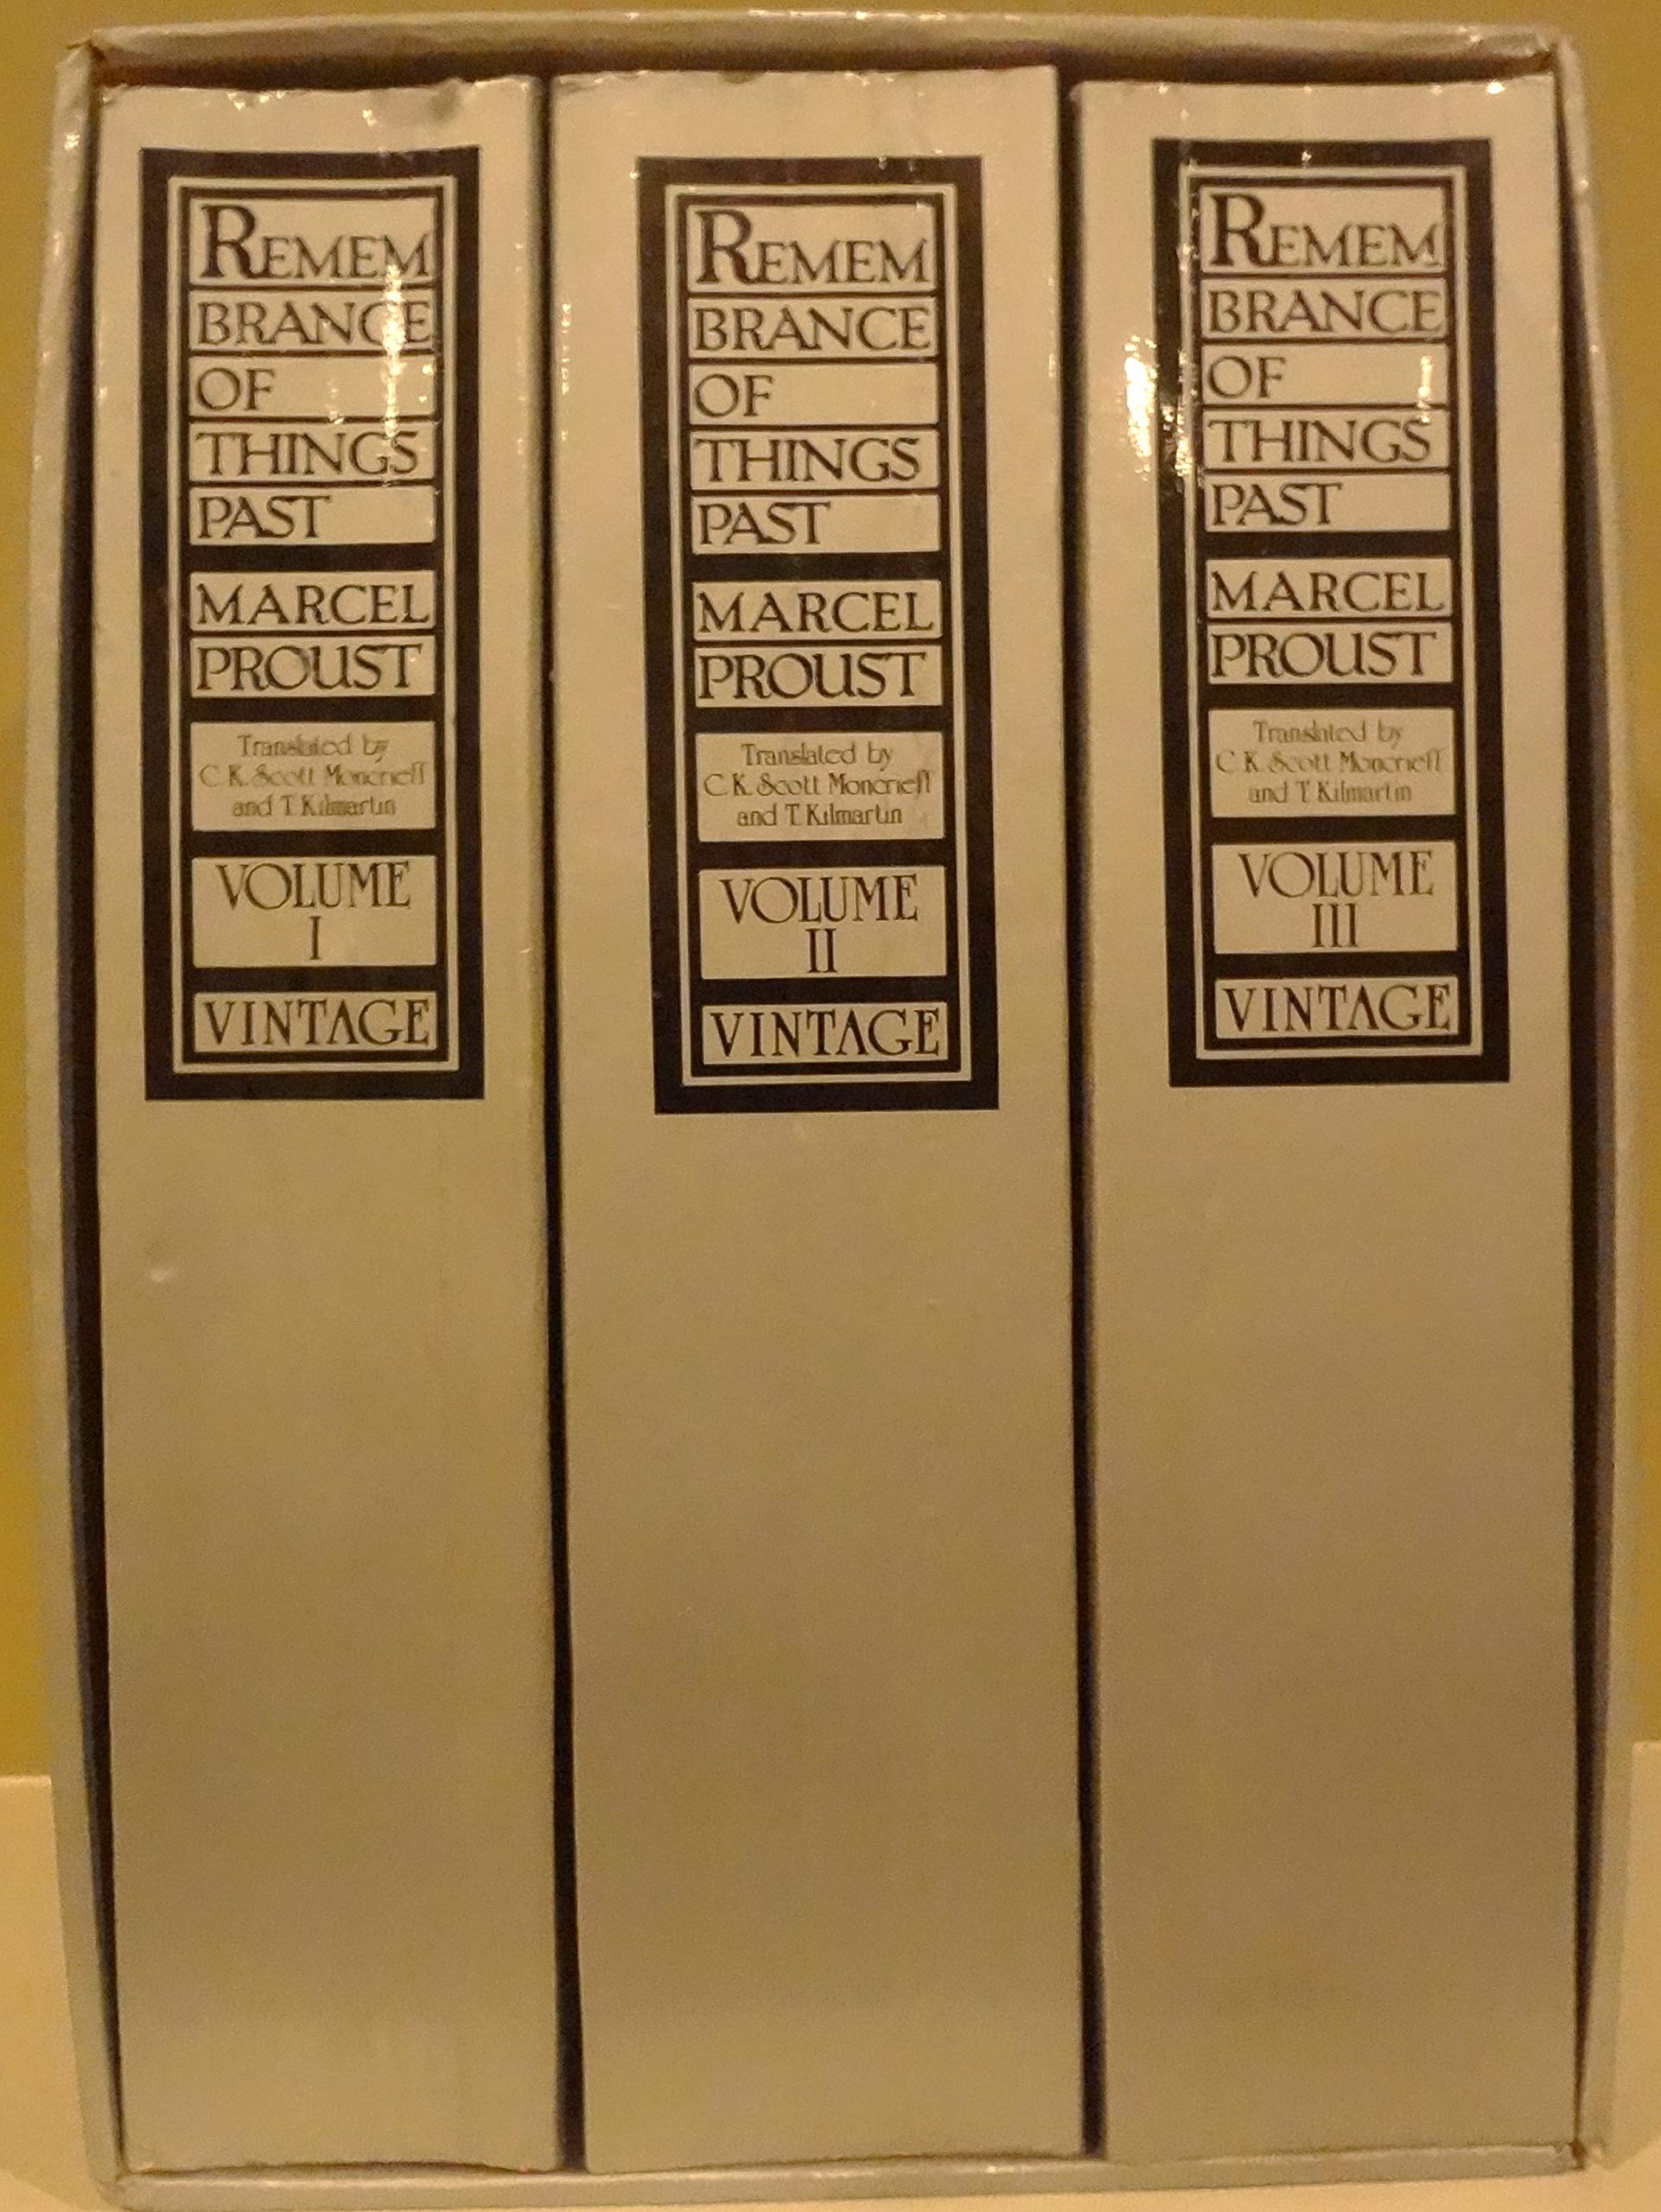 REMEM
BRANCE
OF
THINGS
PAST
MARCEL
PROUST
Translated by
C. K. Scott Moncrieff
and T. Kilmartin
VOLUME
I
VINTAGE
REMEM
BRANCE
OF
THINGS
PAST
MARCEL
PROUST
Translated by
C. K. Scott Moncrieff
and T. Kilmartin
VOLUME
II
VINTAGE
REMEM
BRANCE
OF
THINGS
PAST
MARCEL
PROUST
Translated by
C. K. Scott Moncrieff
and T. Kilmartin
VOLUME
III
VINTAGE